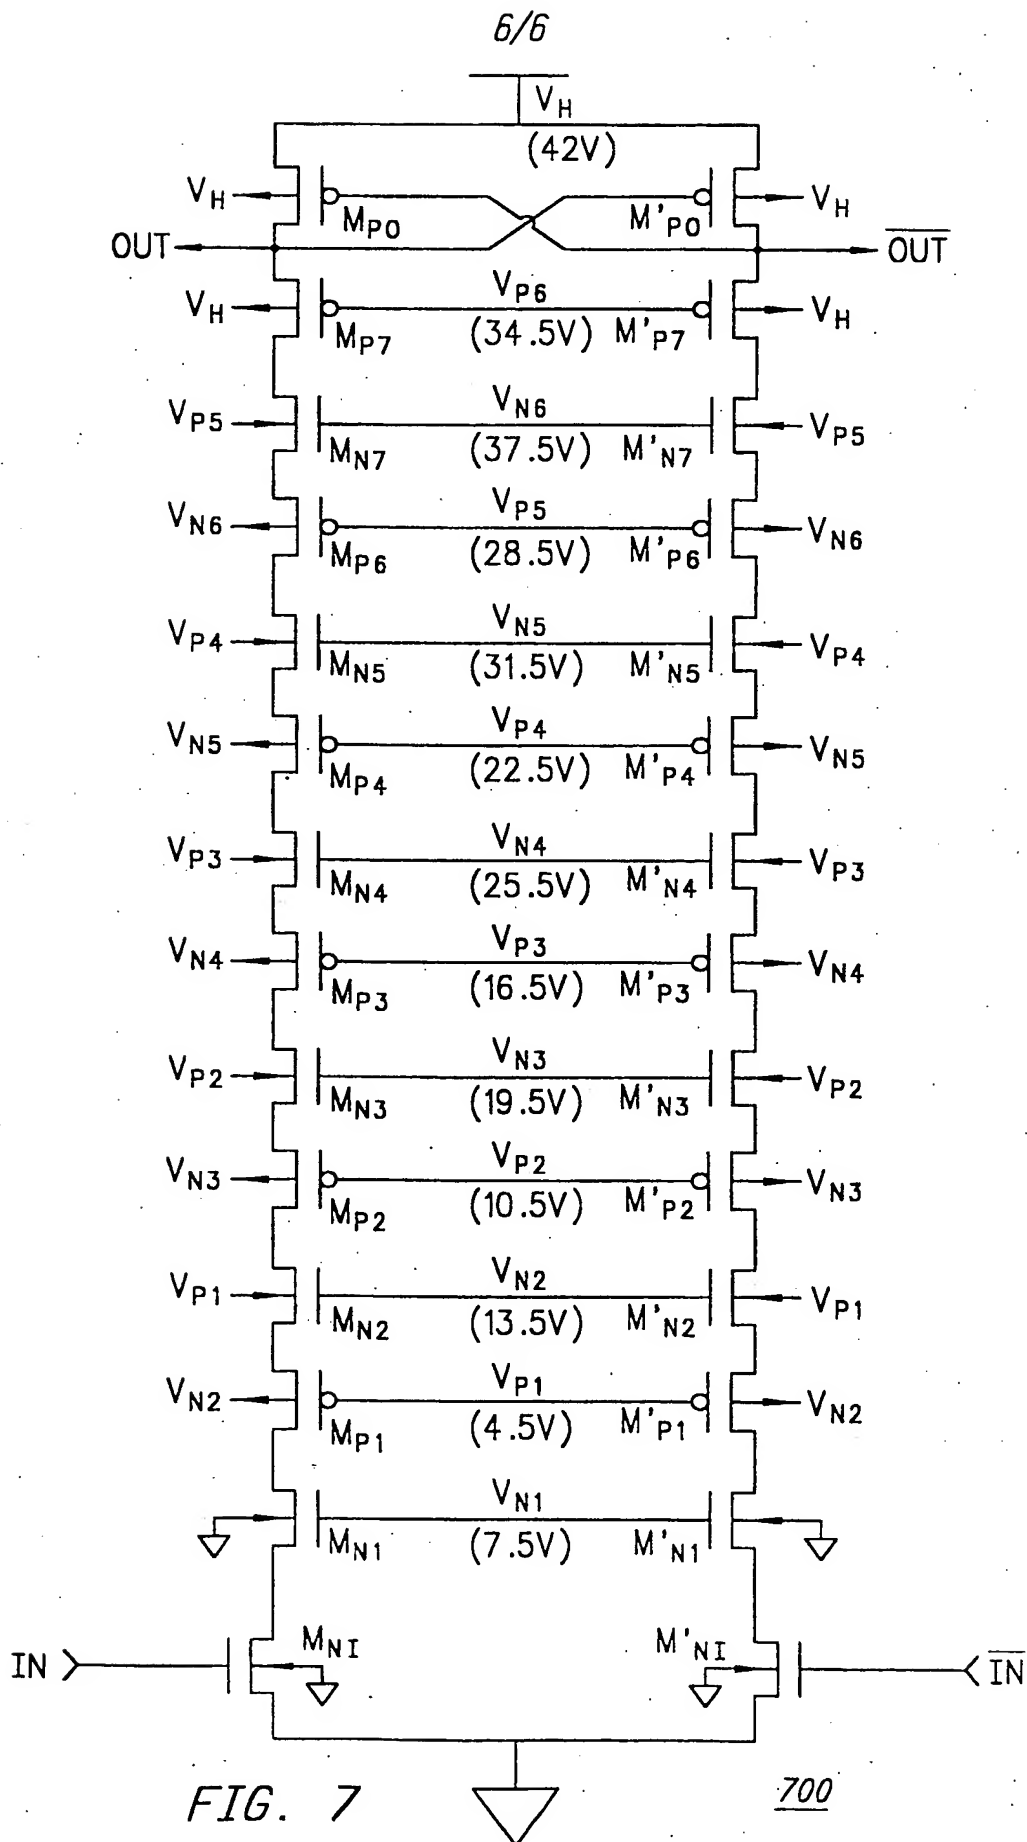 6/6
V_H
(42V)
V_H M_P0 M'_P0 V_H
OUT O̅U̅T̅
V_H M_P7 V_P6 (34.5V) M'_P7 V_H
V_P5 M_N7 V_N6 (37.5V) M'_N7 V_P5
V_N6 M_P6 V_P5 (28.5V) M'_P6 V_N6
V_P4 M_N5 V_N5 (31.5V) M'_N5 V_P4
V_N5 M_P4 V_P4 (22.5V) M'_P4 V_N5
V_P3 M_N4 V_N4 (25.5V) M'_N4 V_P3
V_N4 M_P3 V_P3 (16.5V) M'_P3 V_N4
V_P2 M_N3 V_N3 (19.5V) M'_N3 V_P2
V_N3 M_P2 V_P2 (10.5V) M'_P2 V_N3
V_P1 M_N2 V_N2 (13.5V) M'_N2 V_P1
V_N2 M_P1 V_P1 (4.5V) M'_P1 V_N2
M_N1 V_N1 (7.5V) M'_N1
IN M_NI M'_NI I̅N̅
FIG. 7 700